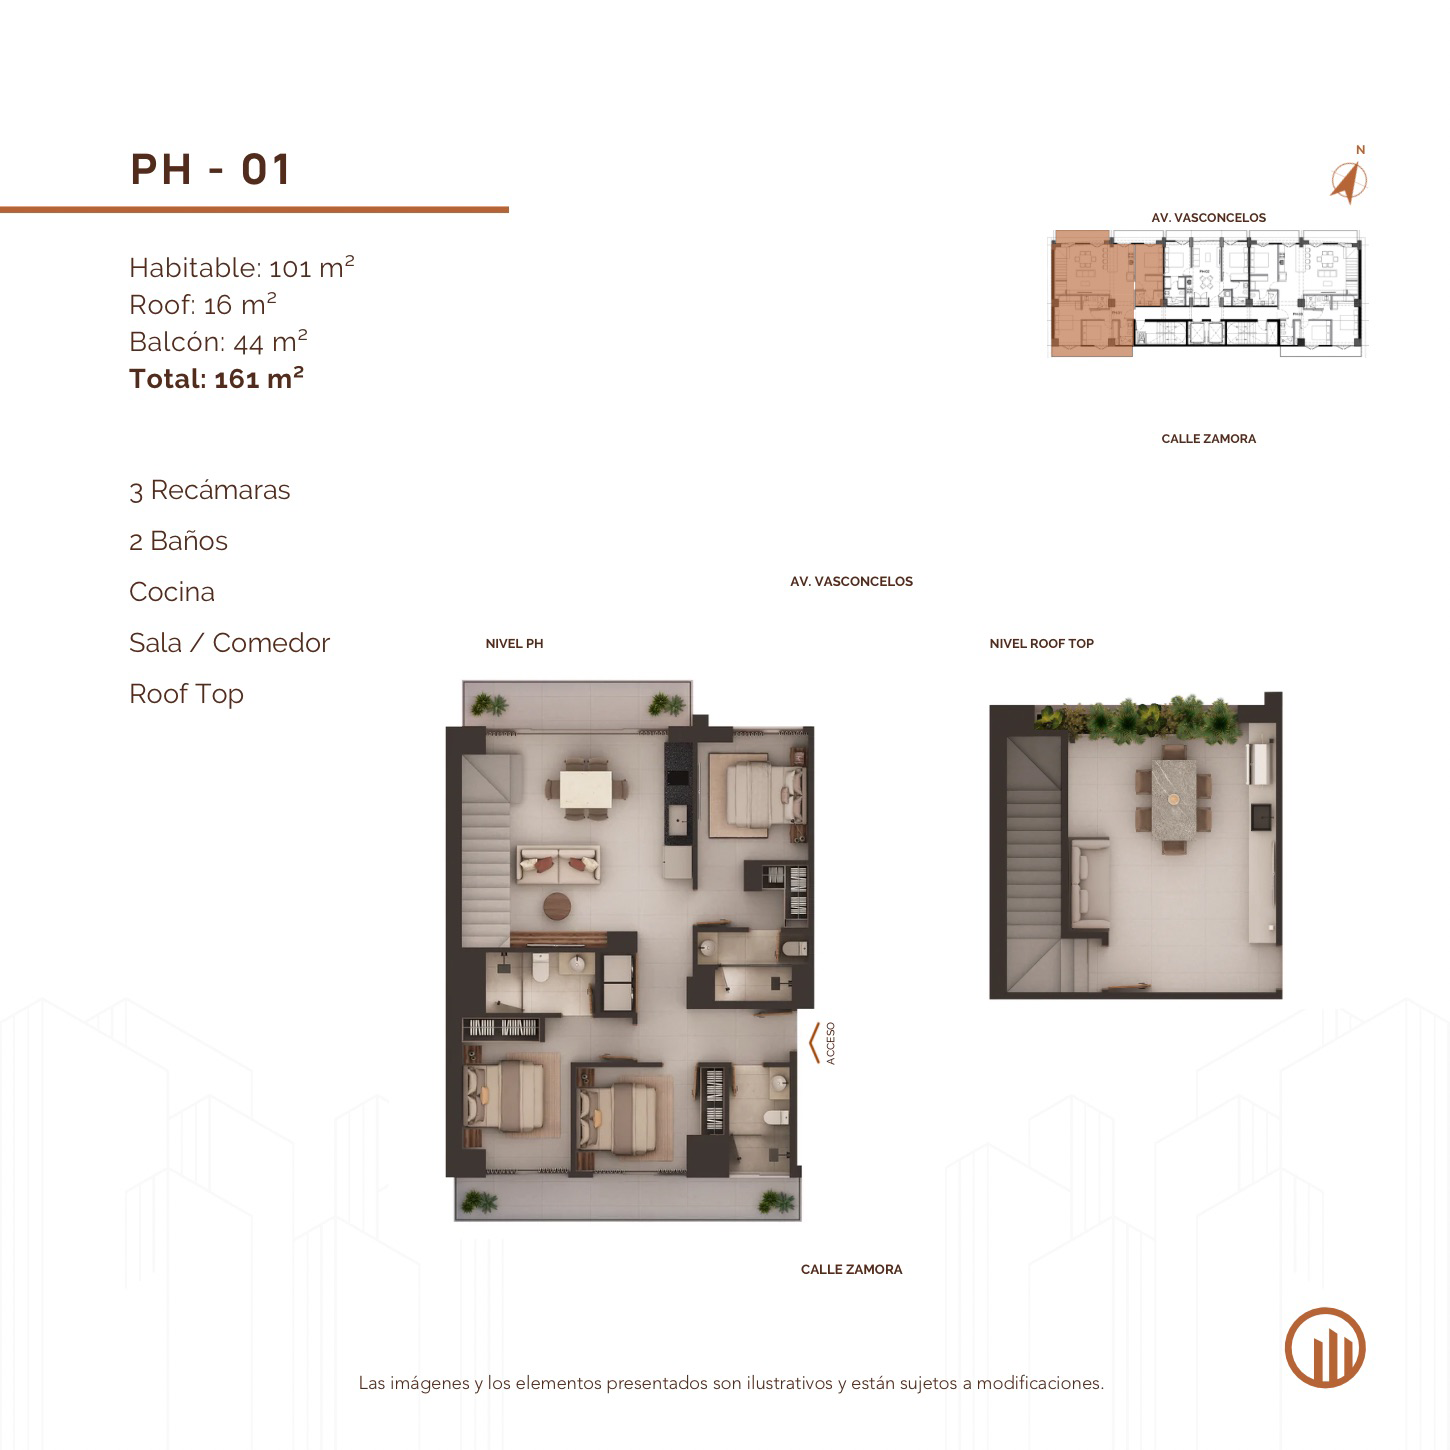 PH - 01
Habitable: 101 m²
Roof: 16 m²
Balcón: 44 m²
Total: 161 m²
3 Recámaras
2 Baños
Cocina
Sala / Comedor
Roof Top
N
AV. VASCONCELOS
CALLE ZAMORA
AV. VASCONCELOS
NIVEL PH
NIVEL ROOF TOP
ACCESO
CALLE ZAMORA
Las imágenes y los elementos presentados son ilustrativos y están sujetos a modificaciones.